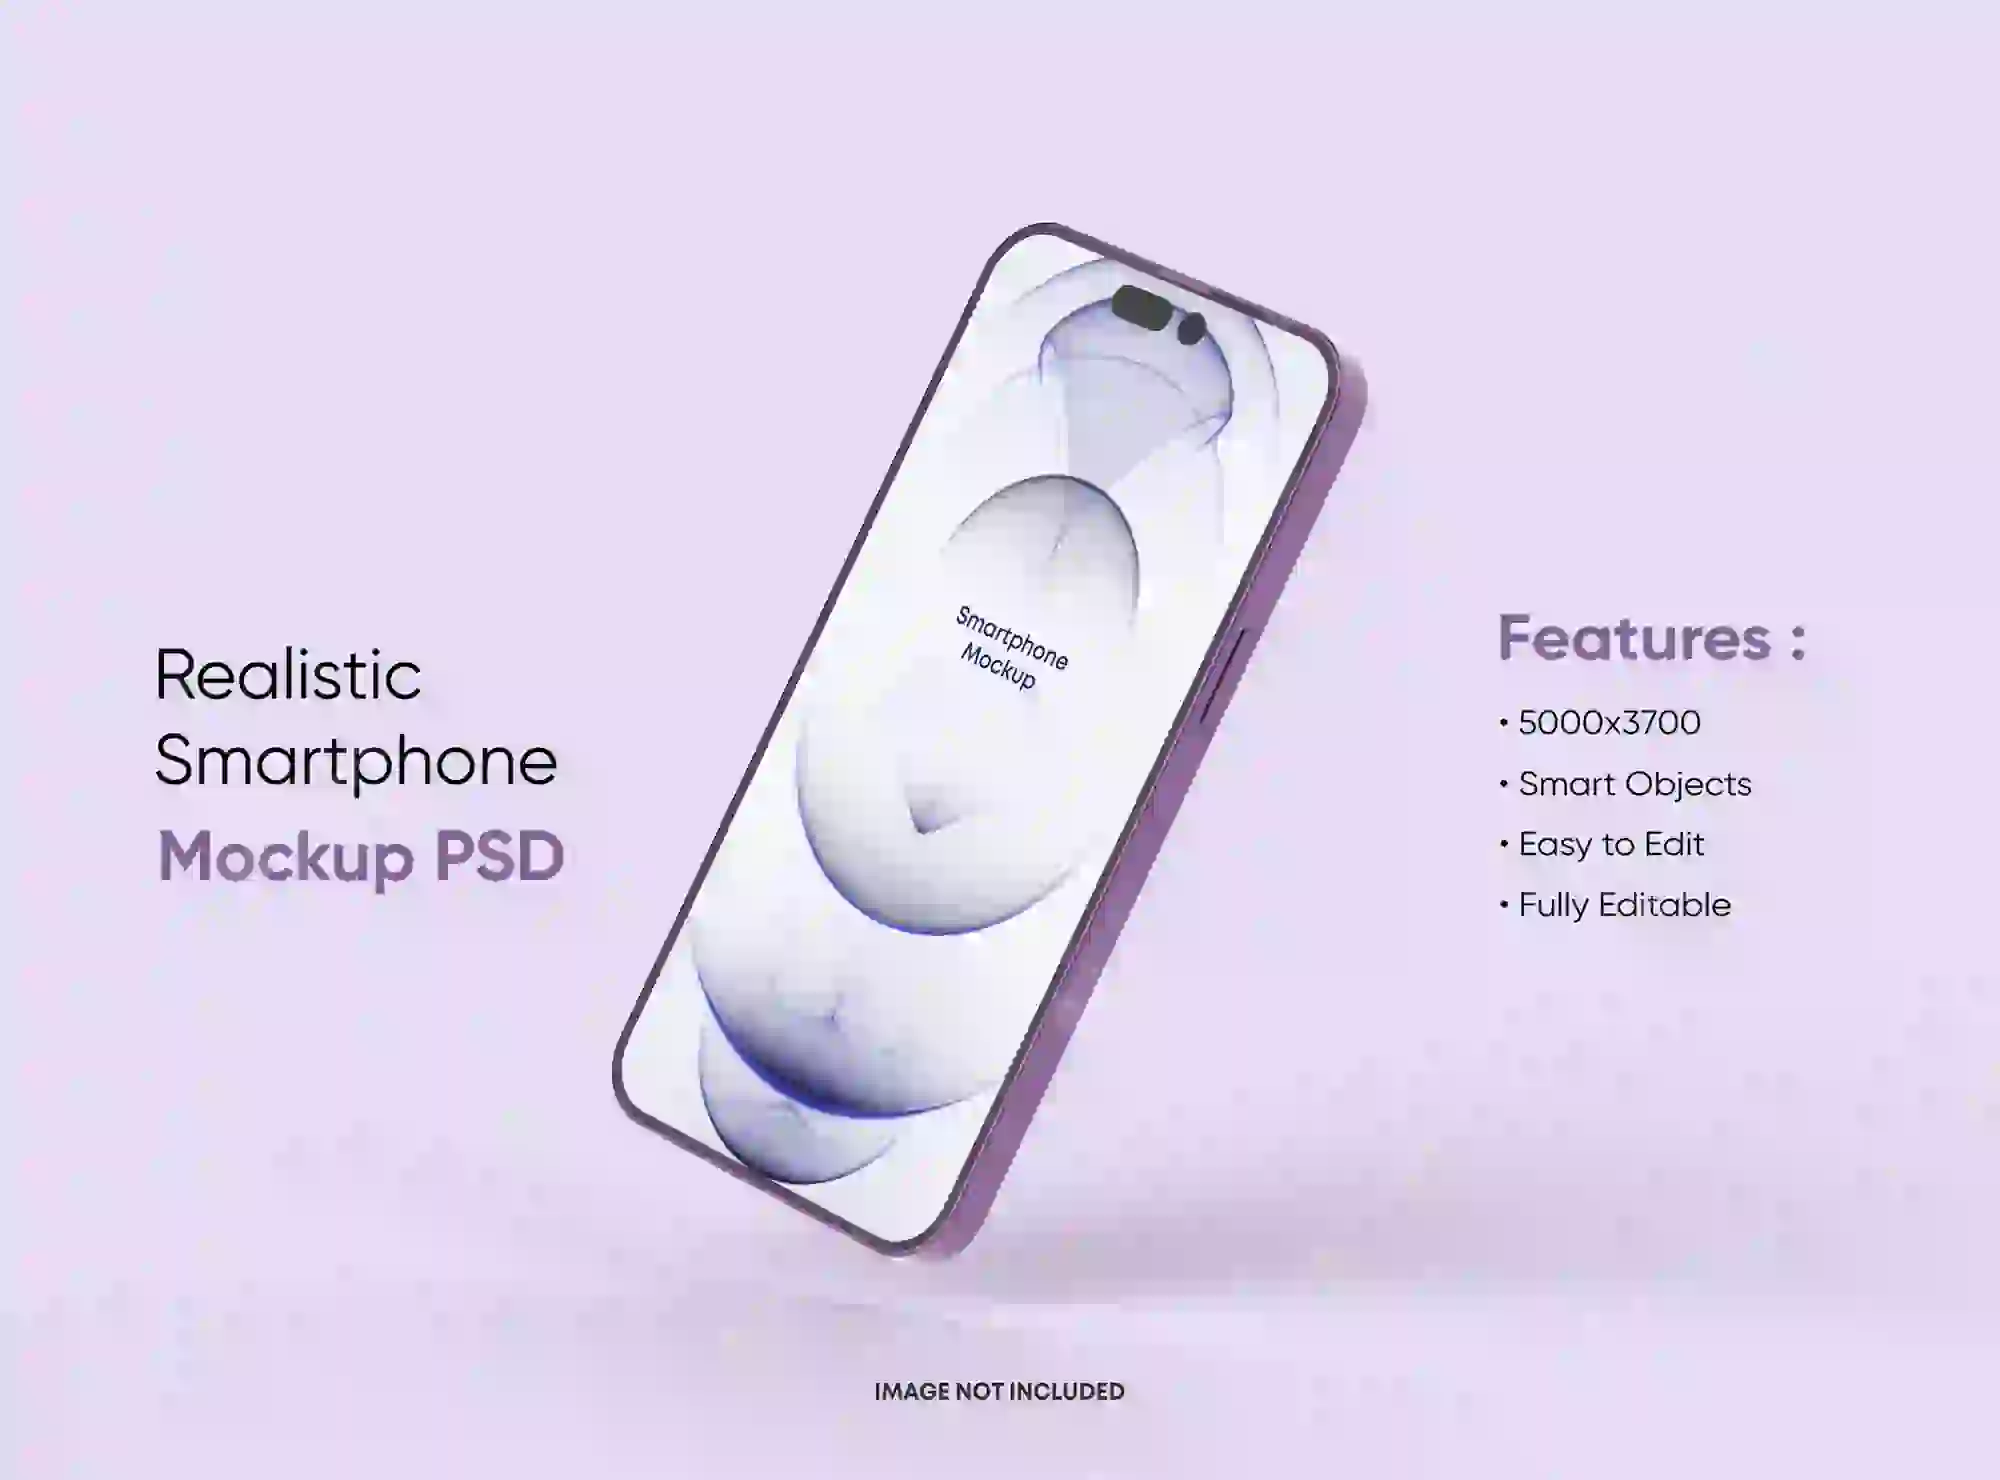 Realistic
Smartphone
Mockup PSD
Smartphone
Mockup
Features :
• 5000x3700
• Smart Objects
• Easy to Edit
• Fully Editable
IMAGE NOT INCLUDED